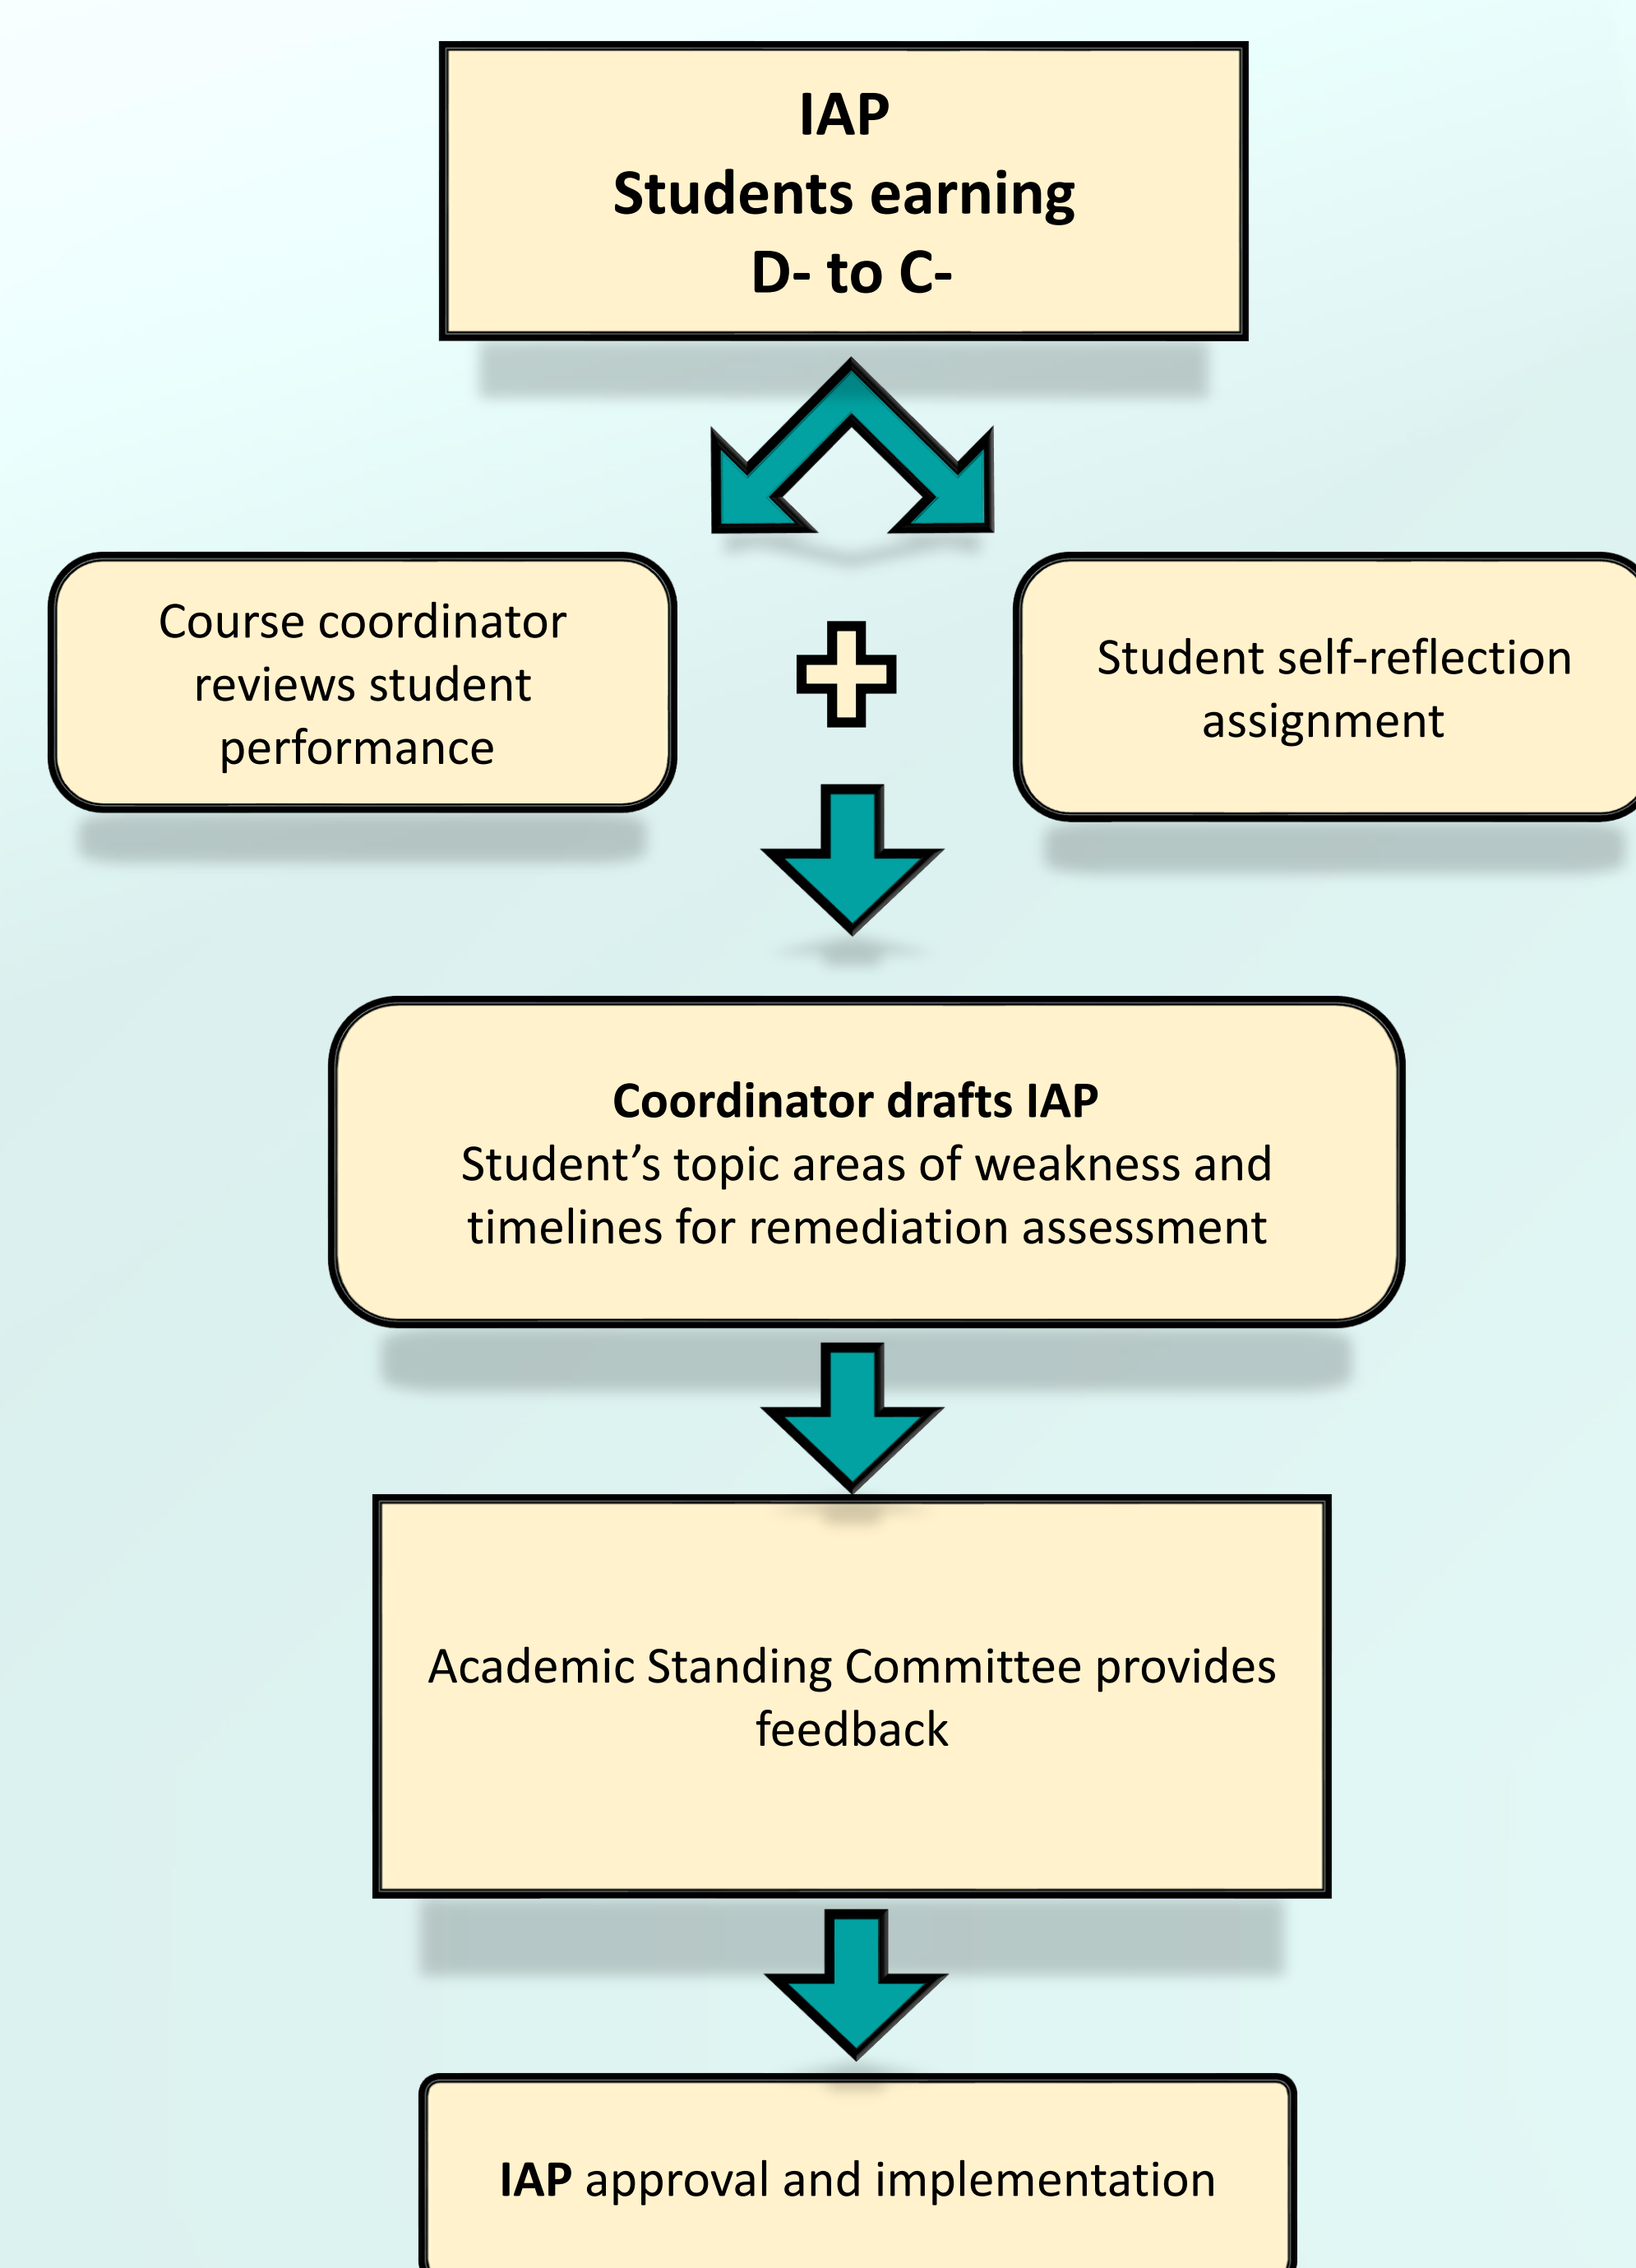 IAP
Students earning
D- to C-
Course coordinator
reviews student
performance
Student self-reflection
assignment
Coordinator drafts IAP
Student’s topic areas of weakness and
timelines for remediation assessment
Academic Standing Committee provides
feedback
IAP approval and implementation